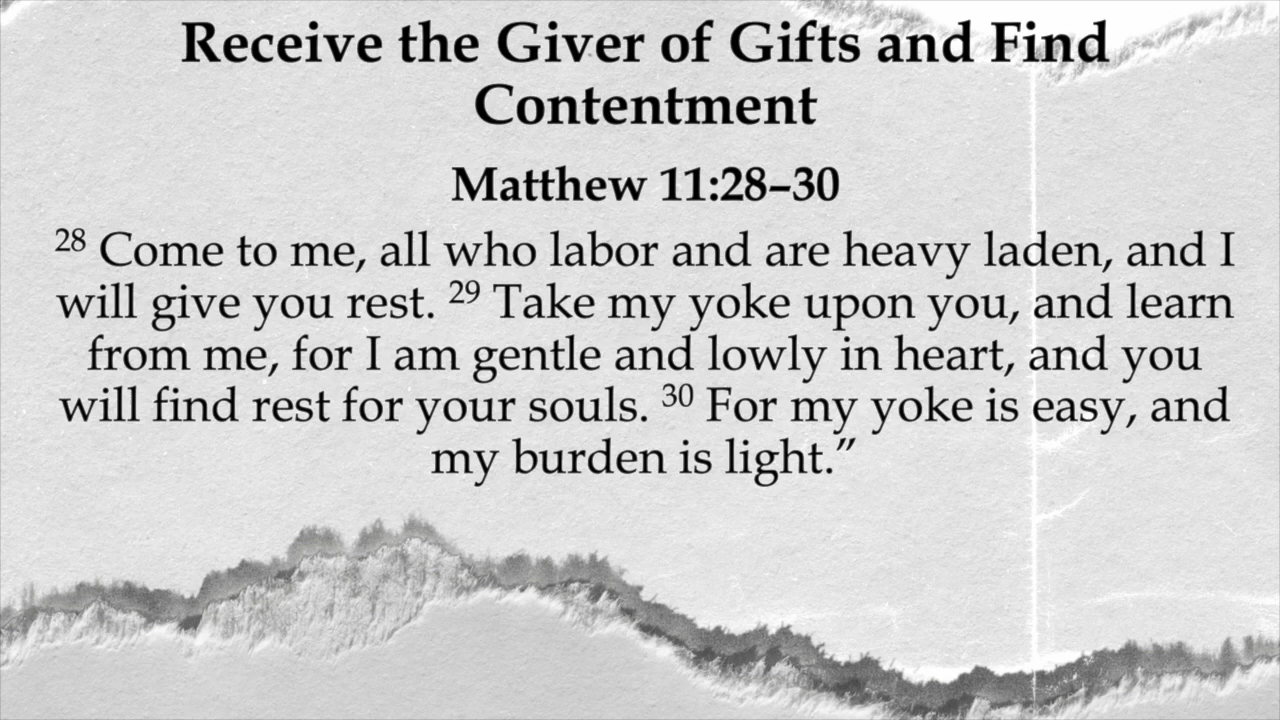 Receive the Giver of Gifts and Find
Contentment
Matthew 11:28–30
28 Come to me, all who labor and are heavy laden, and I
will give you rest. 29 Take my yoke upon you, and learn
from me, for I am gentle and lowly in heart, and you
will find rest for your souls. 30 For my yoke is easy, and
my burden is light.”